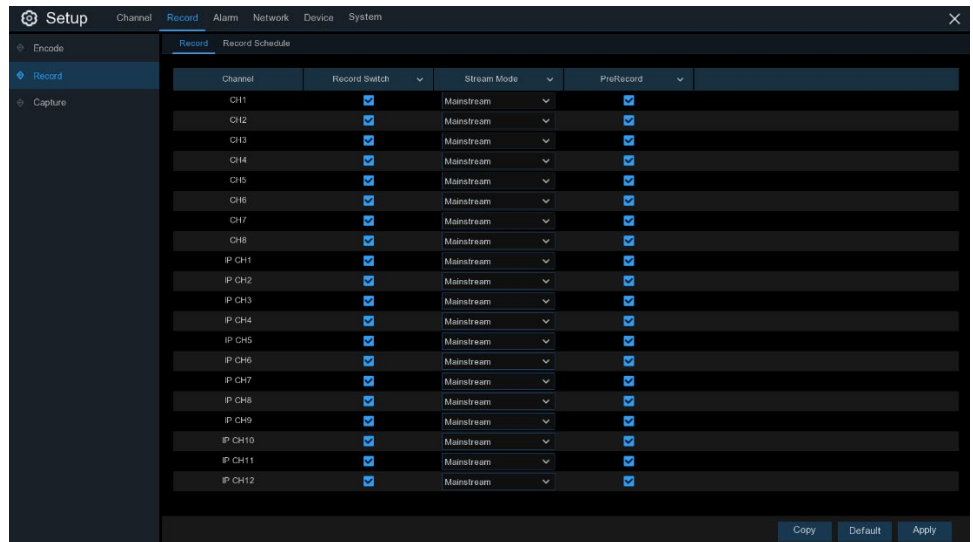 Setup Channel Record Alarm Network Device System
Encode
Record
Capture
Record Record Schedule
Channel Record Switch Stream Mode PreRecord
CH1 Mainstream
CH2 Mainstream
CH3 Mainstream
CH4 Mainstream
CH5 Mainstream
CH6 Mainstream
CH7 Mainstream
CH8 Mainstream
IP CH1 Mainstream
IP CH2 Mainstream
IP CH3 Mainstream
IP CH4 Mainstream
IP CH5 Mainstream
IP CH6 Mainstream
IP CH7 Mainstream
IP CH8 Mainstream
IP CH9 Mainstream
IP CH10 Mainstream
IP CH11 Mainstream
IP CH12 Mainstream
Copy Default Apply